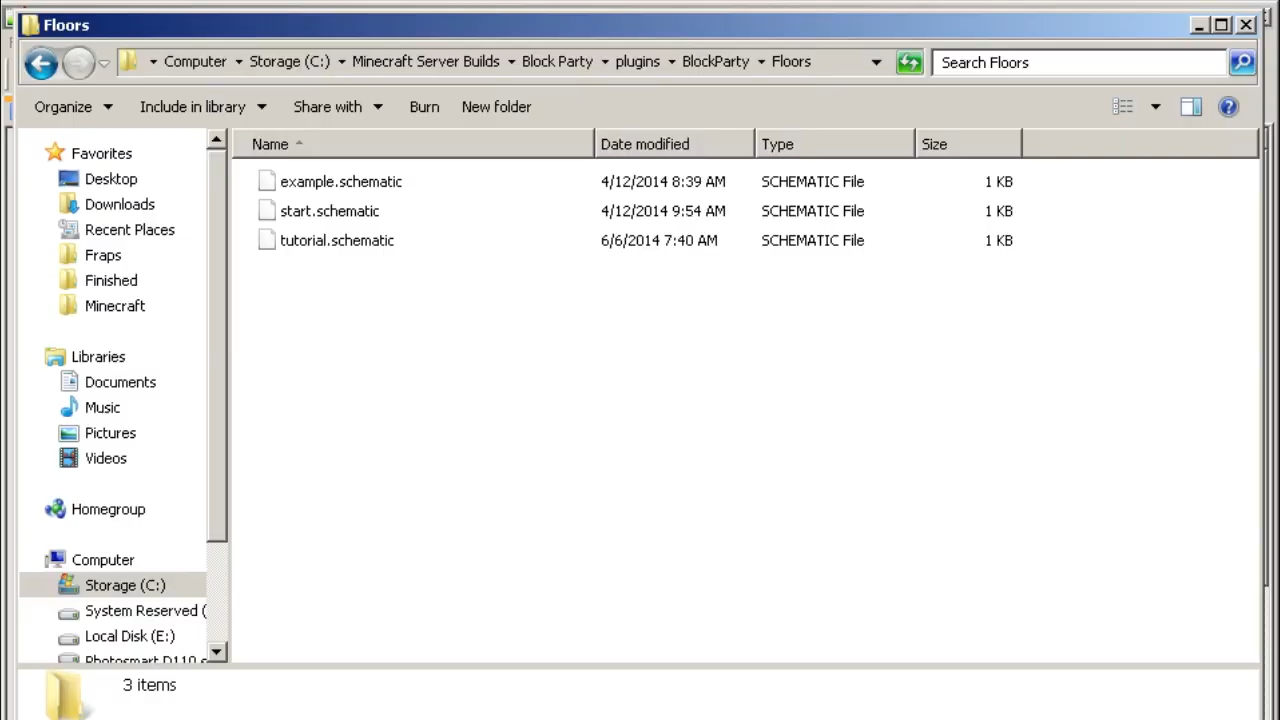 Floors
Computer Storage (C:) Minecraft Server Builds Block Party plugins BlockParty Floors
Search Floors
Organize Include in library Share with Burn New folder
Name Date modified Type Size
example.schematic 4/12/2014 8:39 AM SCHEMATIC File 1 KB
start.schematic 4/12/2014 9:54 AM SCHEMATIC File 1 KB
tutorial.schematic 6/6/2014 7:40 AM SCHEMATIC File 1 KB
Favorites
Desktop
Downloads
Recent Places
Fraps
Finished
Minecraft
Libraries
Documents
Music
Pictures
Videos
Homegroup
Computer
Storage (C:)
System Reserved (
Local Disk (E:)
Photosmart D110 s
3 items